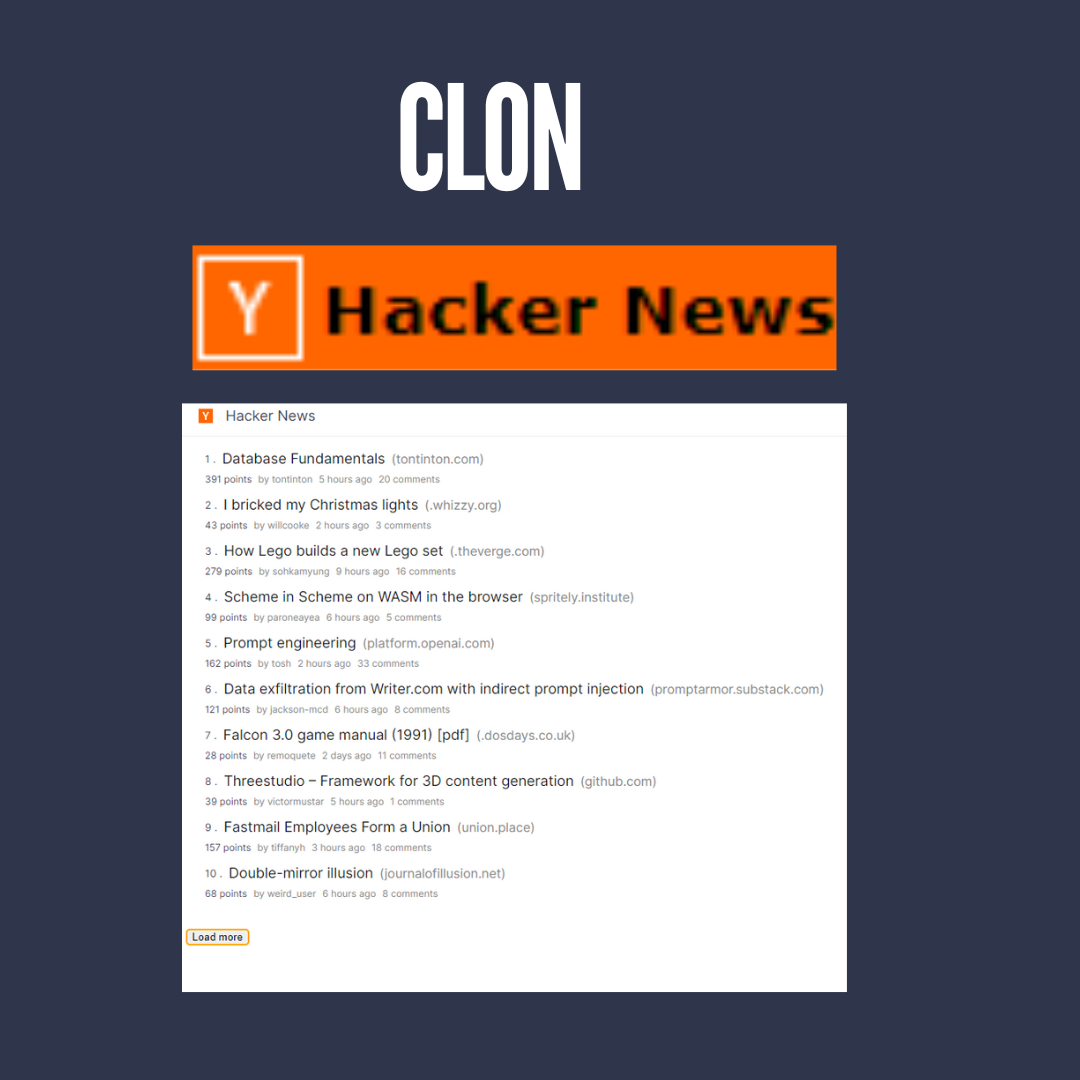 CLON
Y Hacker News
Y Hacker News
1 . Database Fundamentals (tontinton.com)
391 points by tontinton 5 hours ago 20 comments
2 . I bricked my Christmas lights (.whizzy.org)
43 points by willcooke 2 hours ago 3 comments
3 . How Lego builds a new Lego set (.theverge.com)
279 points by sohkamyung 9 hours ago 16 comments
4 . Scheme in Scheme on WASM in the browser (spritely.institute)
99 points by paroneayea 6 hours ago 5 comments
5 . Prompt engineering (platform.openai.com)
162 points by tosh 2 hours ago 33 comments
6 . Data exfiltration from Writer.com with indirect prompt injection (promptarmor.substack.com)
121 points by jackson-mcd 6 hours ago 8 comments
7 . Falcon 3.0 game manual (1991) [pdf] (.dosdays.co.uk)
28 points by remoquete 2 days ago 11 comments
8 . Threestudio – Framework for 3D content generation (github.com)
39 points by victormustar 5 hours ago 1 comments
9 . Fastmail Employees Form a Union (union.place)
157 points by tiffanyh 3 hours ago 18 comments
10 . Double-mirror illusion (journalofillusion.net)
68 points by weird_user 6 hours ago 8 comments
Load more